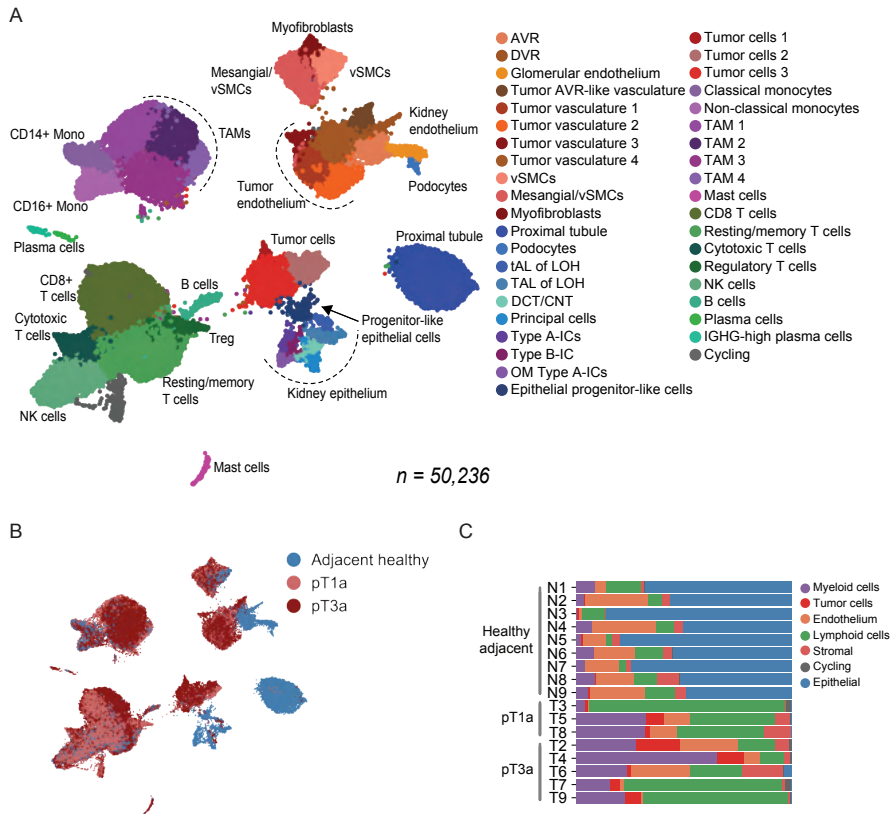 A
Myofibroblasts
Mesangial/
vSMCs
vSMCs
CD14+ Mono
TAMs
Kidney
endothelium
CD16+ Mono
Tumor
endothelium
Podocytes
Plasma cells
Tumor cells
Proximal tubule
CD8+
T cells
B cells
Cytotoxic
T cells
Treg
Progenitor-like
epithelial cells
Resting/memory
T cells
Kidney epithelium
NK cells
Mast cells
n = 50,236
AVR
DVR
Glomerular endothelium
Tumor AVR-like vasculature
Tumor vasculature 1
Tumor vasculature 2
Tumor vasculature 3
Tumor vasculature 4
vSMCs
Mesangial/vSMCs
Myofibroblasts
Proximal tubule
Podocytes
tAL of LOH
TAL of LOH
DCT/CNT
Principal cells
Type A-ICs
Type B-IC
OM Type A-ICs
Epithelial progenitor-like cells
Tumor cells 1
Tumor cells 2
Tumor cells 3
Classical monocytes
Non-classical monocytes
TAM 1
TAM 2
TAM 3
TAM 4
Mast cells
CD8 T cells
Resting/memory T cells
Cytotoxic T cells
Regulatory T cells
NK cells
B cells
Plasma cells
IGHG-high plasma cells
Cycling
B
Adjacent healthy
pT1a
pT3a
C
Healthy
adjacent
pT1a
pT3a
N1
N2
N3
N4
N5
N6
N7
N8
N9
T3
T5
T8
T2
T4
T6
T7
T9
Myeloid cells
Tumor cells
Endothelium
Lymphoid cells
Stromal
Cycling
Epithelial